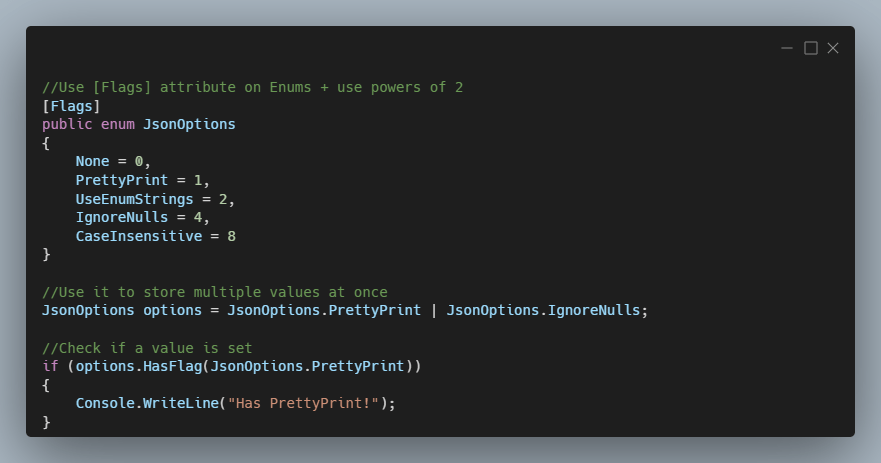 //Use [Flags] attribute on Enums + use powers of 2
[Flags]
public enum JsonOptions
{
    None = 0,
    PrettyPrint = 1,
    UseEnumStrings = 2,
    IgnoreNulls = 4,
    CaseInsensitive = 8
}

//Use it to store multiple values at once
JsonOptions options = JsonOptions.PrettyPrint | JsonOptions.IgnoreNulls;

//Check if a value is set
if (options.HasFlag(JsonOptions.PrettyPrint))
{
    Console.WriteLine("Has PrettyPrint!");
}